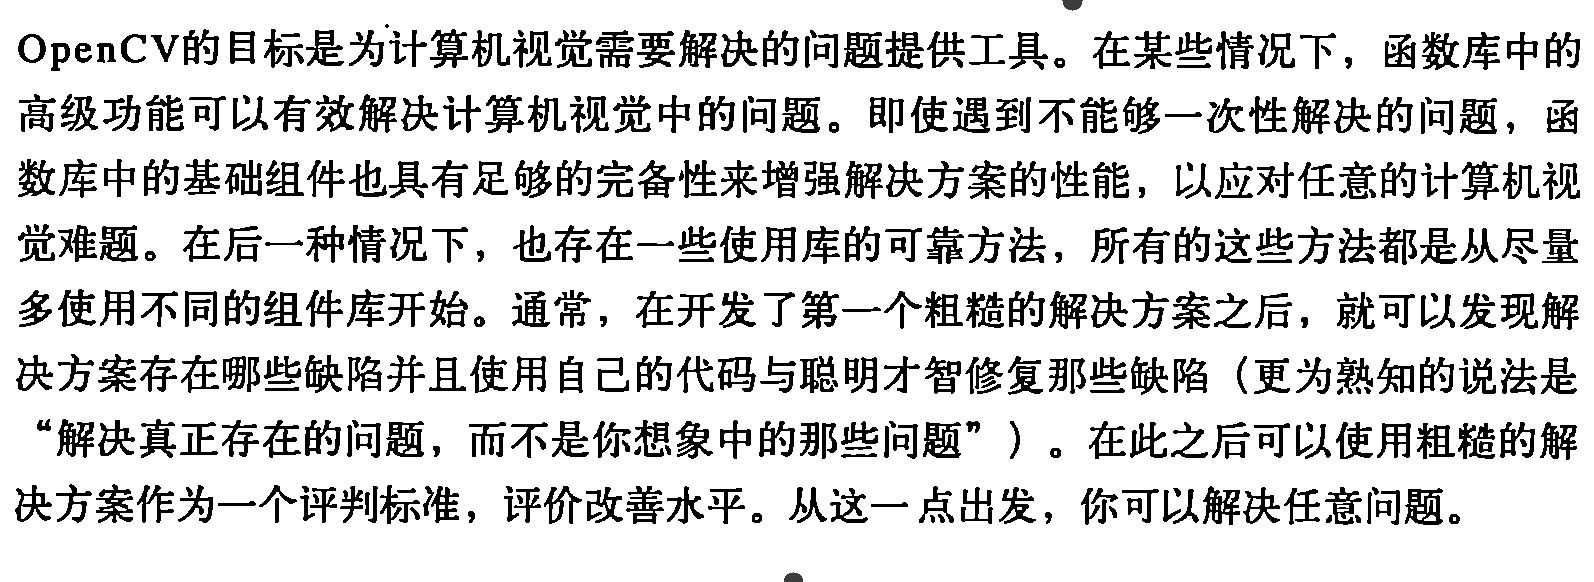 OpenCV的目标是为计算机视觉需要解决的问题提供工具。在某些情况下，函数库中的
高级功能可以有效解决计算机视觉中的问题。即使遇到不能够一次性解决的问题，函
数库中的基础组件也具有足够的完备性来增强解决方案的性能，以应对任意的计算机视
觉难题。在后一种情况下，也存在一些使用库的可靠方法，所有的这些方法都是从尽量
多使用不同的组件库开始。通常，在开发了第一个粗糙的解决方案之后，就可以发现解
决方案存在哪些缺陷并且使用自己的代码与聪明才智修复那些缺陷（更为熟知的说法是
“解决真正存在的问题，而不是你想象中的那些问题”）。在此之后可以使用粗糙的解
决方案作为一个评判标准，评价改善水平。从这一点出发，你可以解决任意问题。